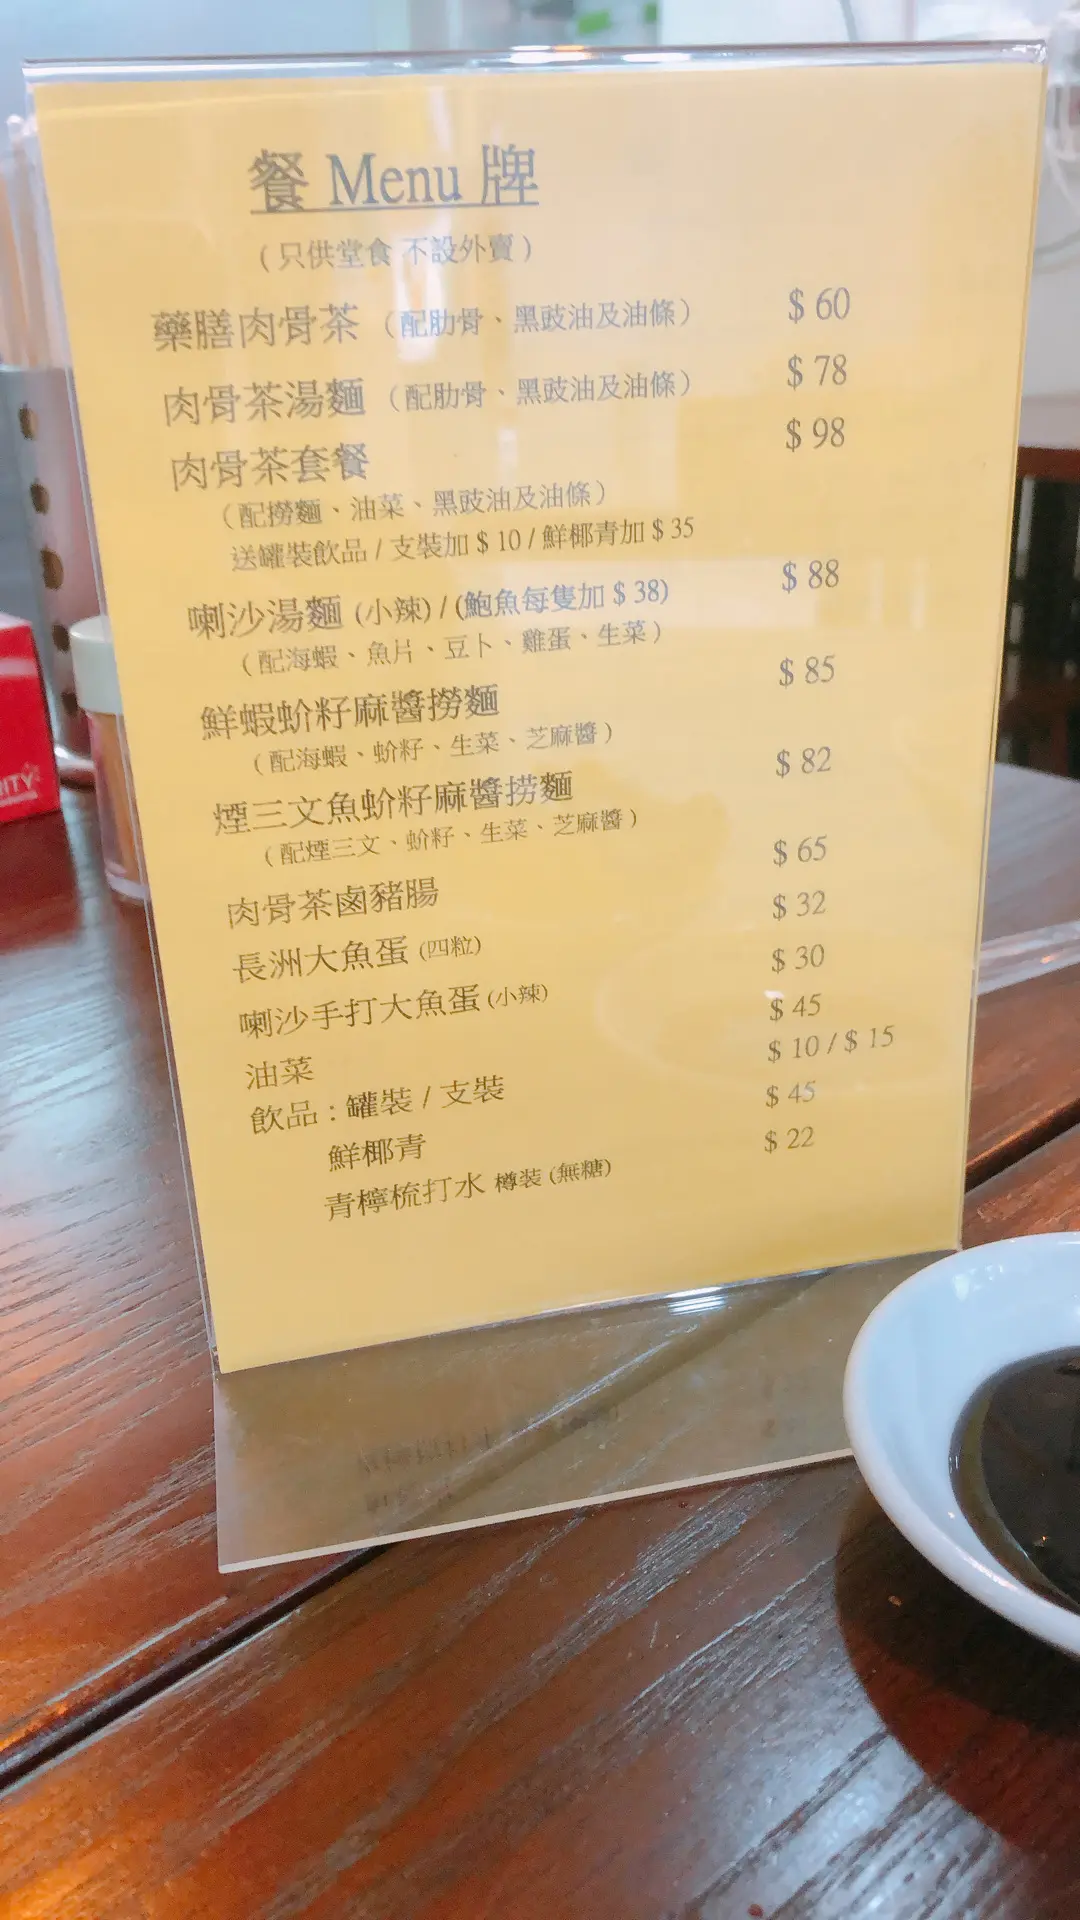 餐 Menu 牌
（只供堂食 不設外賣）
藥膳肉骨茶（配肋骨、黑豉油及油條） $ 60
肉骨茶湯麵（配肋骨、黑豉油及油條） $ 78
肉骨茶套餐 $ 98
（配撈麵、油菜、黑豉油及油條）
送罐裝飲品 / 支裝加 $ 10 / 鮮椰青加 $ 35
喇沙湯麵 (小辣) / (鮑魚每隻加 $ 38) $ 88
（配海蝦、魚片、豆卜、雞蛋、生菜）
鮮蝦蚧籽麻醬撈麵 $ 85
（配海蝦、蚧籽、生菜、芝麻醬）
煙三文魚蚧籽麻醬撈麵 $ 82
（配煙三文、蚧籽、生菜、芝麻醬）
肉骨茶鹵豬腸 $ 65
長洲大魚蛋 (四粒) $ 32
喇沙手打大魚蛋 (小辣) $ 30
油菜 $ 45
飲品 : 罐裝 / 支裝 $ 10 / $ 15
鮮椰青 $ 45
青檸梳打水 樽裝 (無糖) $ 22